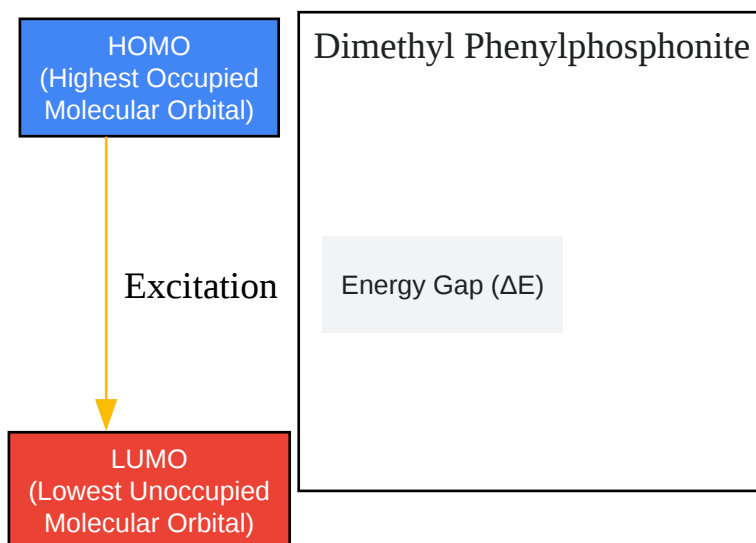 HOMO
(Highest Occupied
Molecular Orbital)
Dimethyl Phenylphosphonite
Excitation
Energy Gap (ΔE)
LUMO
(Lowest Unoccupied
Molecular Orbital)